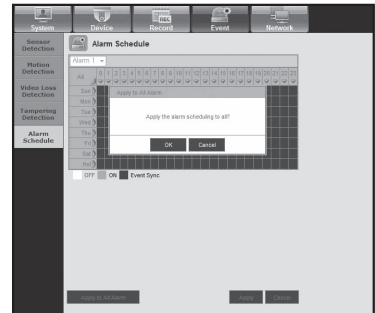 System Device Record Event Network
REC
Sensor Detection
Motion Detection
Video Loss Detection
Tampering Detection
Alarm Schedule
Alarm Schedule
Alarm 1
All 0 1 2 3 4 5 6 7 8 9 10 11 12 13 14 15 16 17 18 19 20 21 22 23
Sun
Mon
Tue
Wed
Thu
Fri
Sat
Hol
Apply to All Alarm
Apply the alarm scheduling to all?
OK Cancel
OFF ON Event Sync
Apply to All Alarm Apply Cancel